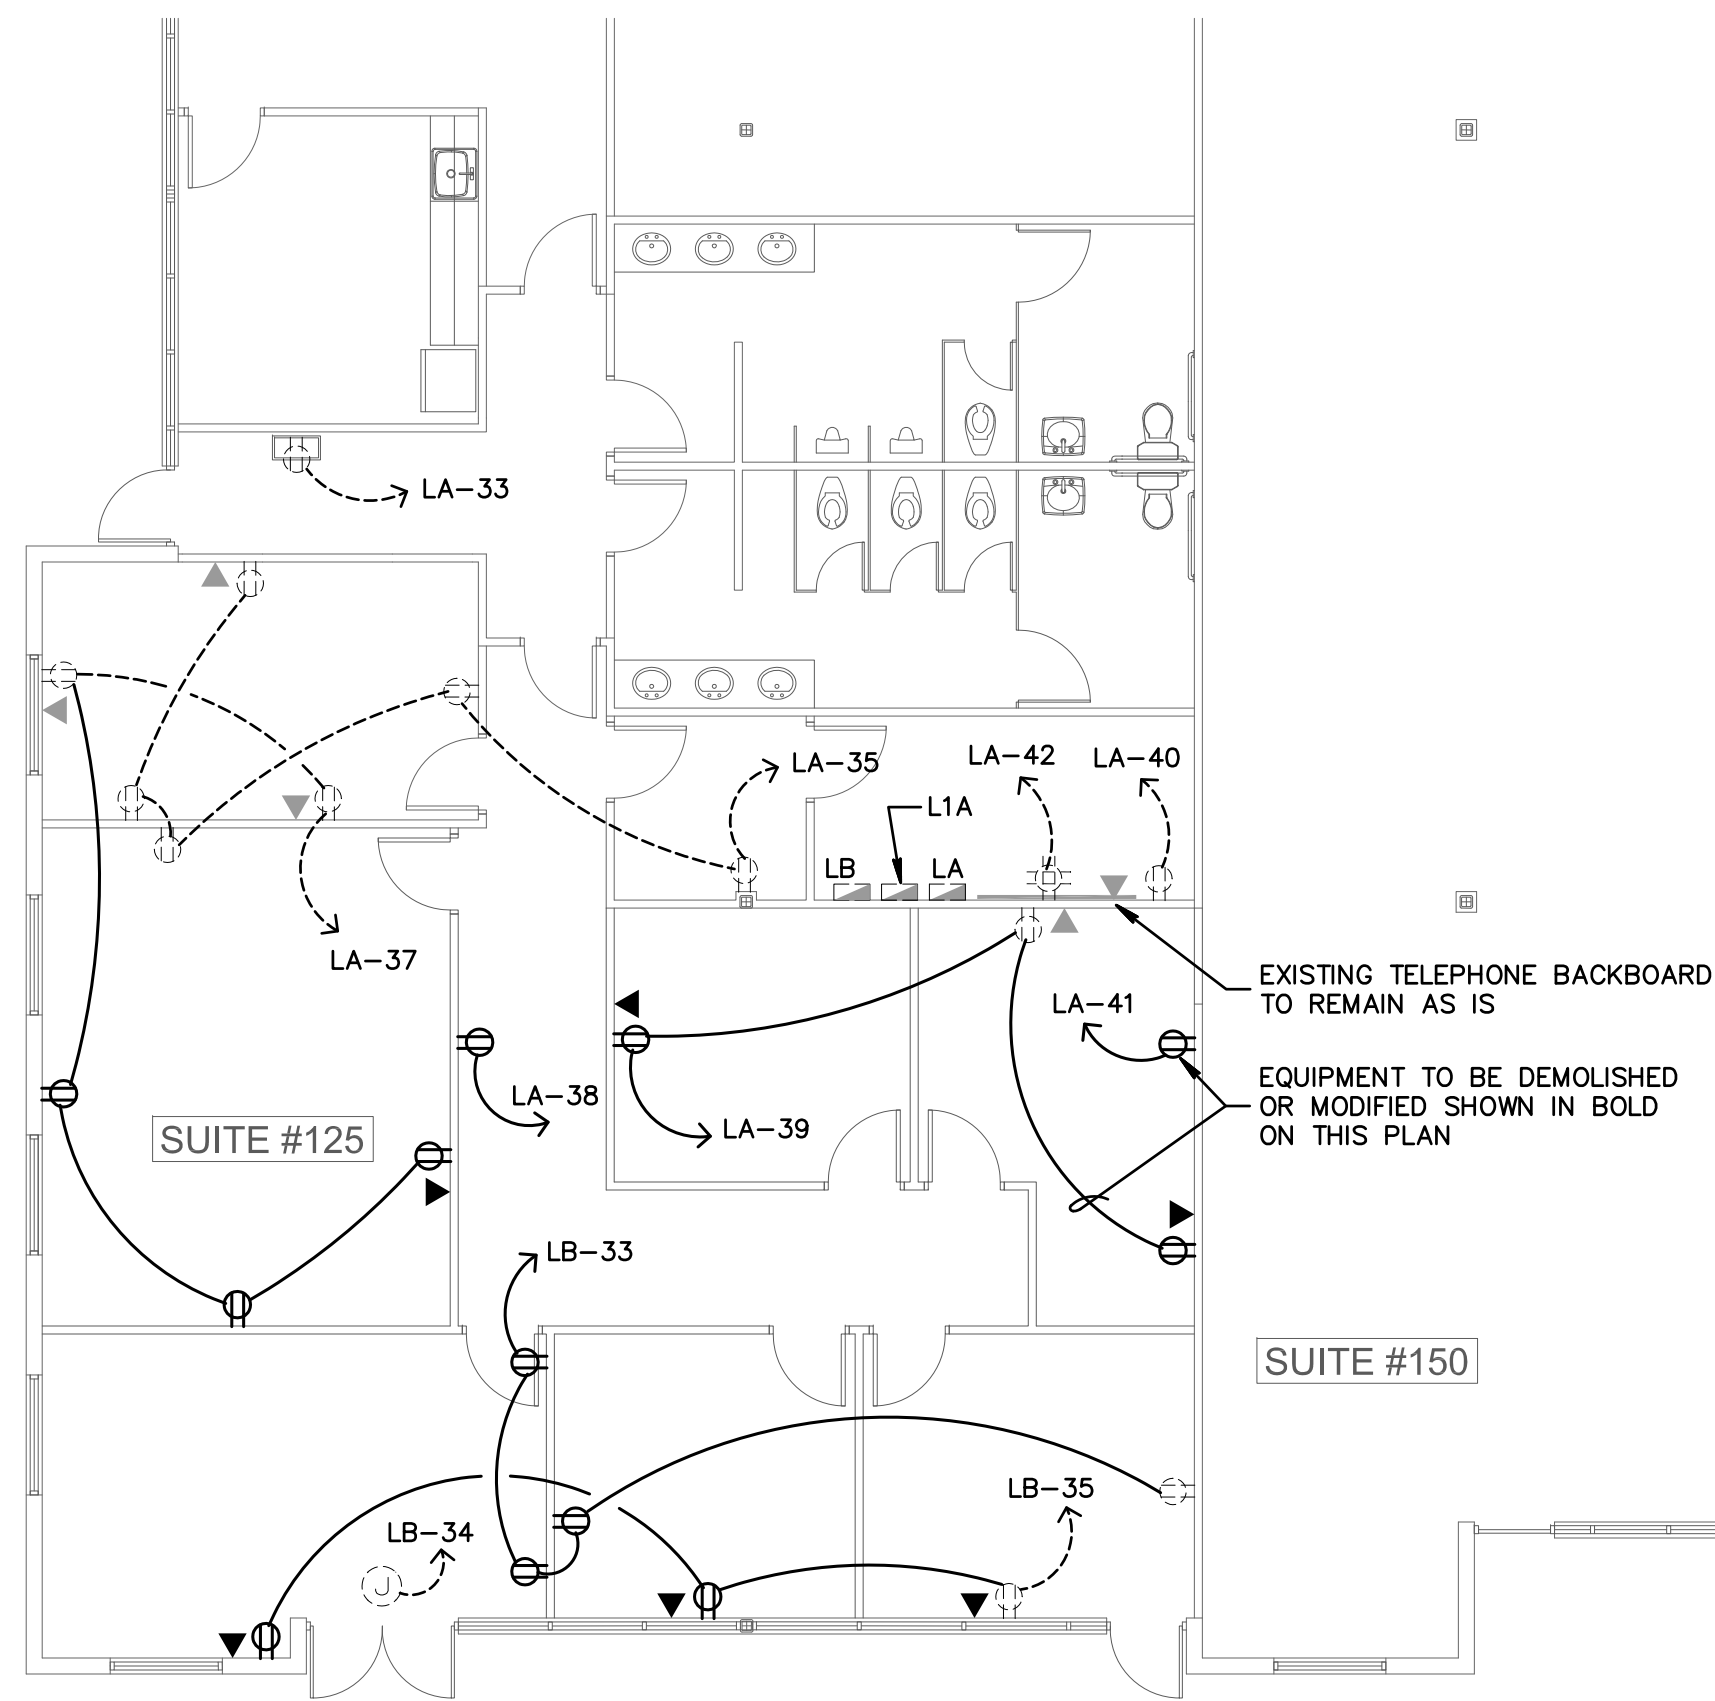 LA-33
LA-35
LA-42
LA-40
L1A
LB
LA
LA-37
EXISTING TELEPHONE BACKBOARD
TO REMAIN AS IS
LA-41
LA-38
LA-39
EQUIPMENT TO BE DEMOLISHED
OR MODIFIED SHOWN IN BOLD
ON THIS PLAN
SUITE #125
LB-33
SUITE #150
LB-35
LB-34
J